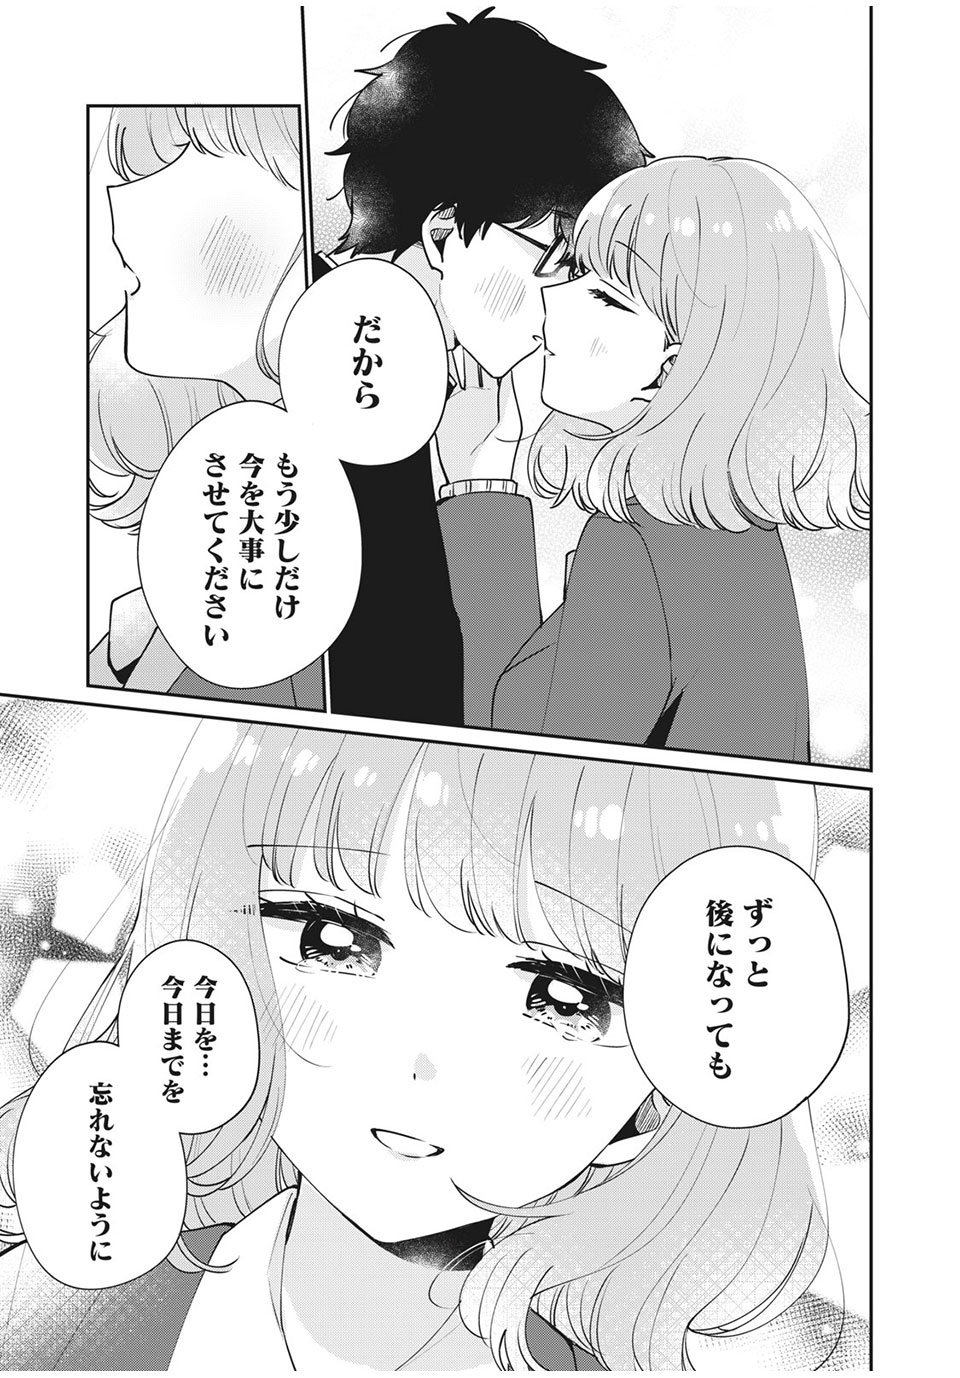 だから
もう少しだけ
今を大事に
させてください
ずっと
後になっても
今日を…
今日までを
忘れないように